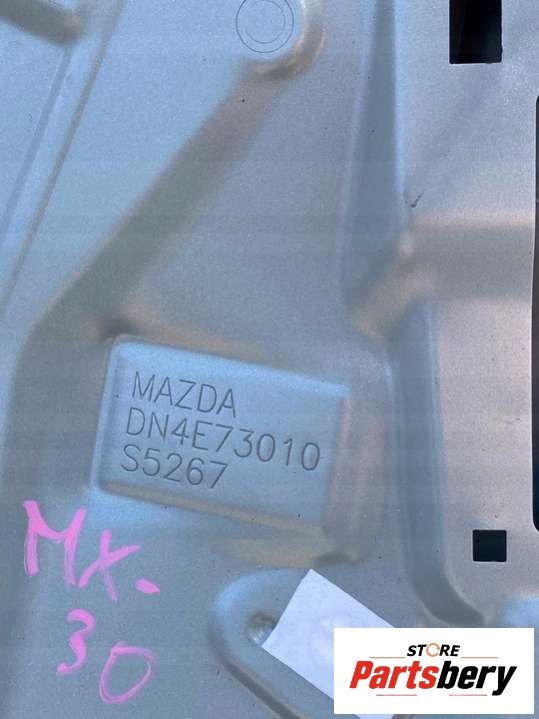 MAZDA
DN4E73010
S5267
MX-
30
STORE
Partsbery